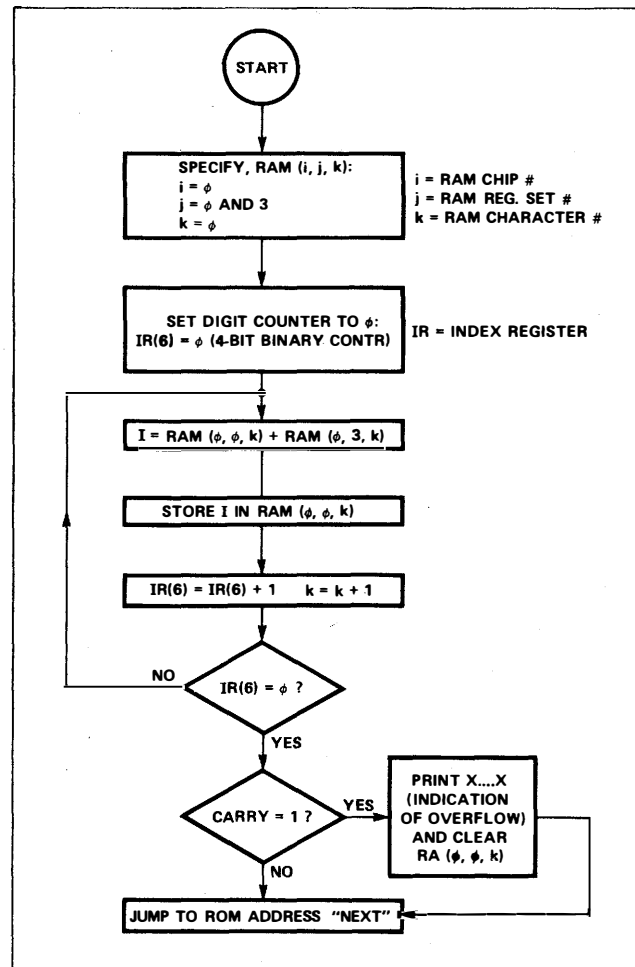 START
SPECIFY, RAM (i, j, k):
i = ϕ
j = ϕ AND 3
k = ϕ
i = RAM CHIP #
j = RAM REG. SET #
k = RAM CHARACTER #
SET DIGIT COUNTER TO ϕ:
IR(6) = ϕ (4-BIT BINARY CONTR)
IR = INDEX REGISTER
I = RAM (ϕ, ϕ, k) + RAM (ϕ, 3, k)
STORE I IN RAM (ϕ, ϕ, k)
IR(6) = IR(6) + 1 k = k + 1
NO
IR(6) = ϕ ?
YES
CARRY = 1 ?
YES
PRINT X....X
(INDICATION
OF OVERFLOW)
AND CLEAR
RA (ϕ, ϕ, k)
NO
JUMP TO ROM ADDRESS "NEXT"